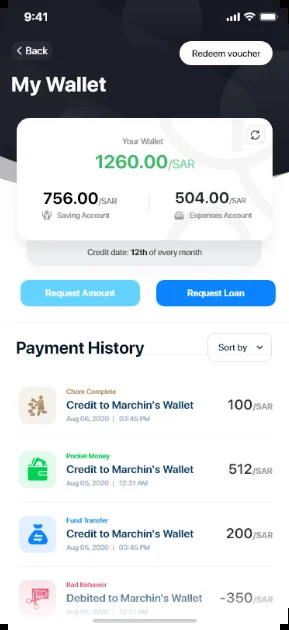 9:41
Back
Redeem voucher
My Wallet
Your Wallet
1260.00/SAR
756.00/SAR
504.00/SAR
Saving Account
Expenses Account
Credit date: 12th of every month
Request Amount
Request Loan
Payment History
Sort by
Chore Complete
Credit to Marchin's Wallet
100/SAR
Aug 06, 2020 | 03:45 PM
Pocket Money
Credit to Marchin's Wallet
512/SAR
Aug 05, 2020 | 12:31 AM
Fund Transfer
Credit to Marchin's Wallet
200/SAR
Aug 05, 2020 | 03:45 PM
Bad Behavior
Debited to Marchin's Wallet
-350/SAR
Aug 05, 2020 | 12:31 AM